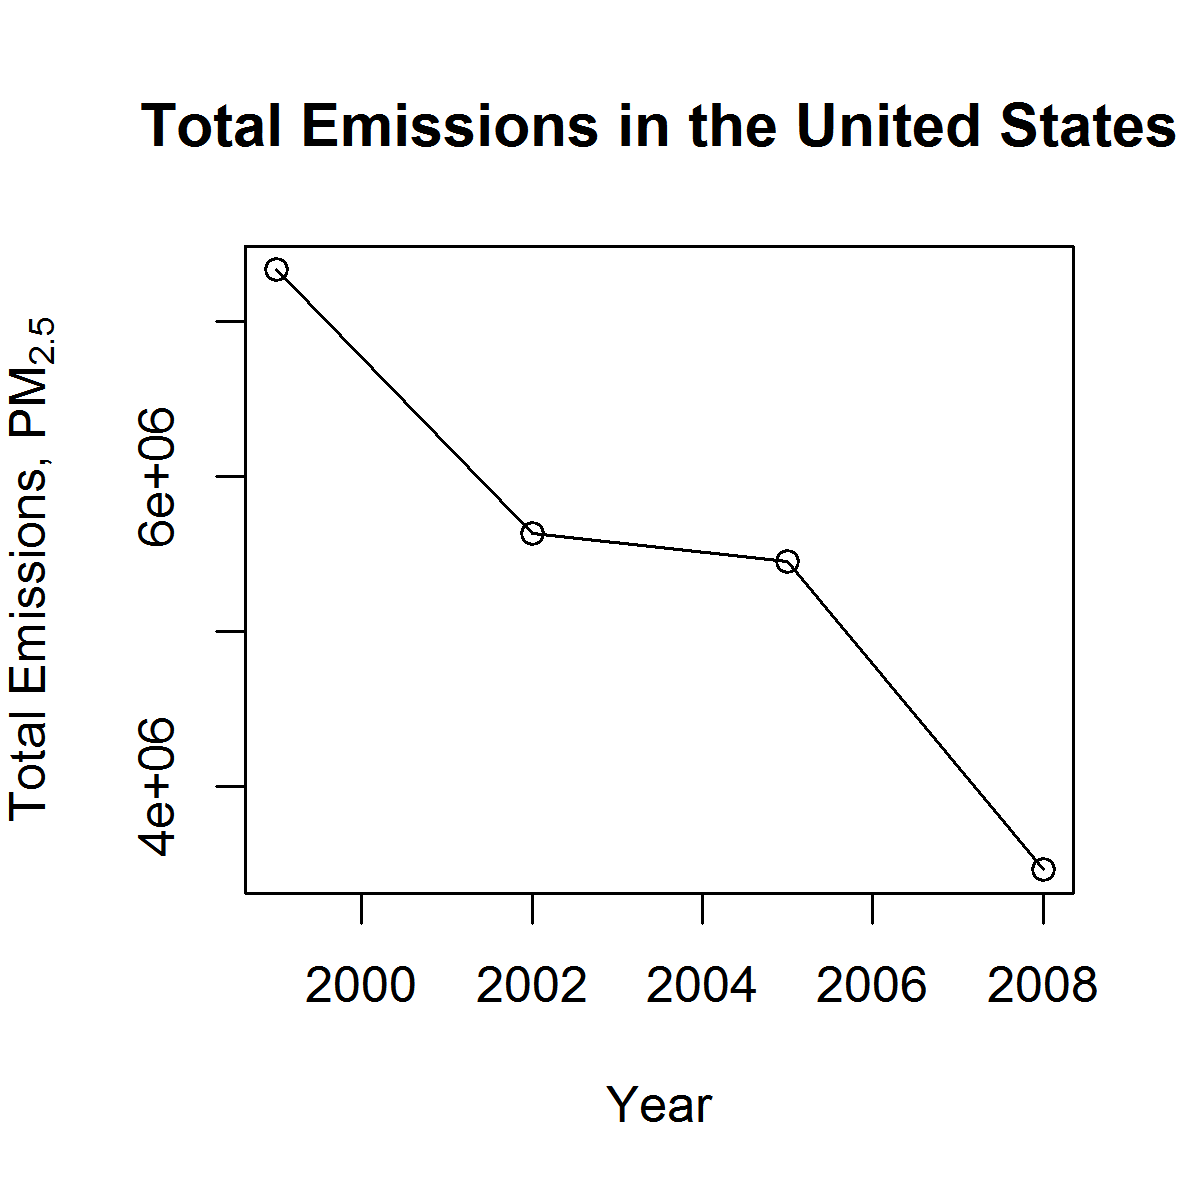 Total Emissions in the United States
Total Emissions, PM₂.₅
6e+06
4e+06
2000 2002 2004 2006 2008
Year